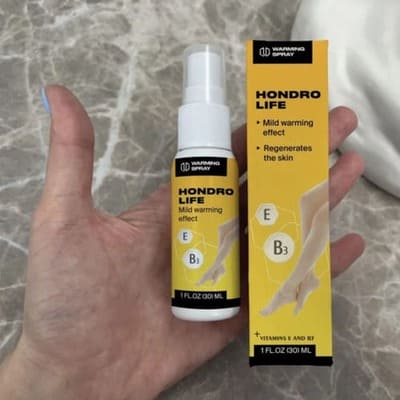 WARMING
SPRAY
HONDRO
LIFE
Mild warming
effect
E
B3
1 FL.OZ (30) ML
WARMING
SPRAY
HONDRO
LIFE
▸ Mild warming
effect
▸ Regenerates
the skin
E
B3
+VITAMINS E AND B3
1 FL.OZ (30) ML